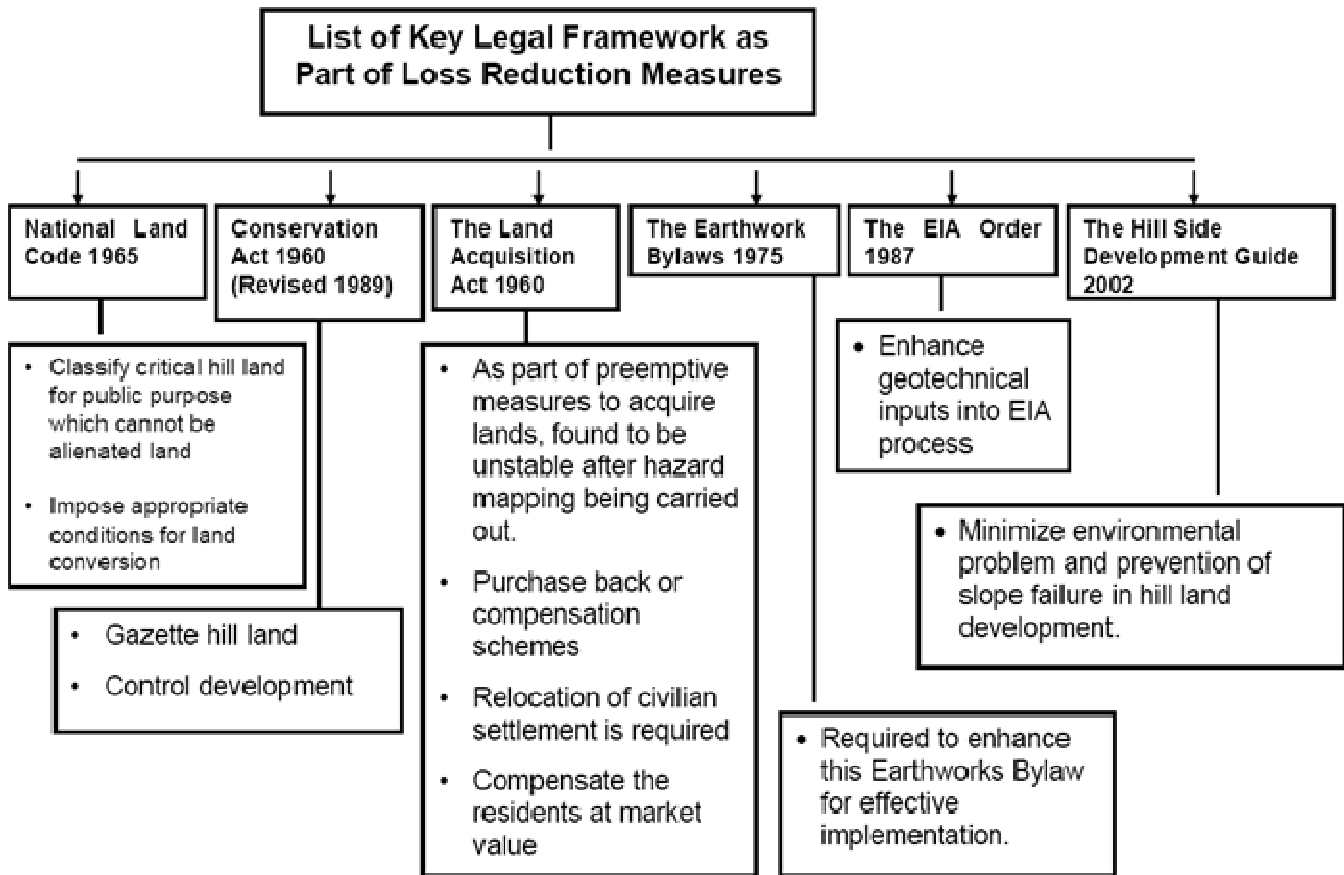 List of Key Legal Framework as
Part of Loss Reduction Measures
National Land
Code 1965
Conservation
Act 1960
(Revised 1989)
The Land
Acquisition
Act 1960
The Earthwork
Bylaws 1975
The EIA Order
1987
The Hill Side
Development Guide
2002
• Classify critical hill land
for public purpose
which cannot be
alienated land
• Impose appropriate
conditions for land
conversion
• Gazette hill land
• Control development
• As part of preemptive
measures to acquire
lands, found to be
unstable after hazard
mapping being carried
out.
• Purchase back or
compensation
schemes
• Relocation of civilian
settlement is required
• Compensate the
residents at market
value
• Required to enhance
this Earthworks Bylaw
for effective
implementation.
• Enhance
geotechnical
inputs into EIA
process
• Minimize environmental
problem and prevention of
slope failure in hill land
development.